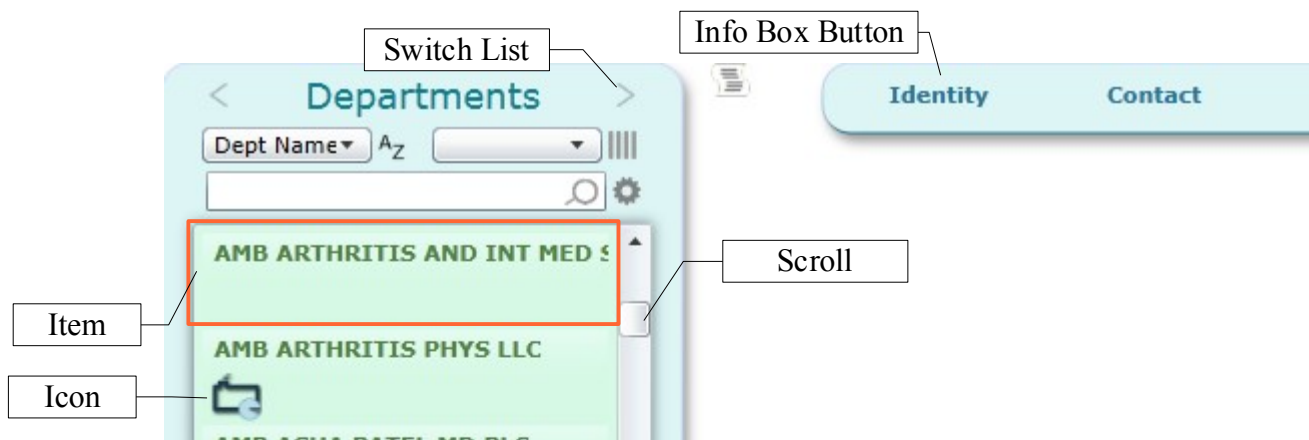 Switch List
Info Box Button
Departments
Identity
Contact
Dept Name
AZ
AMB ARTHRITIS AND INT MED S
Scroll
Item
AMB ARTHRITIS PHYS LLC
Icon